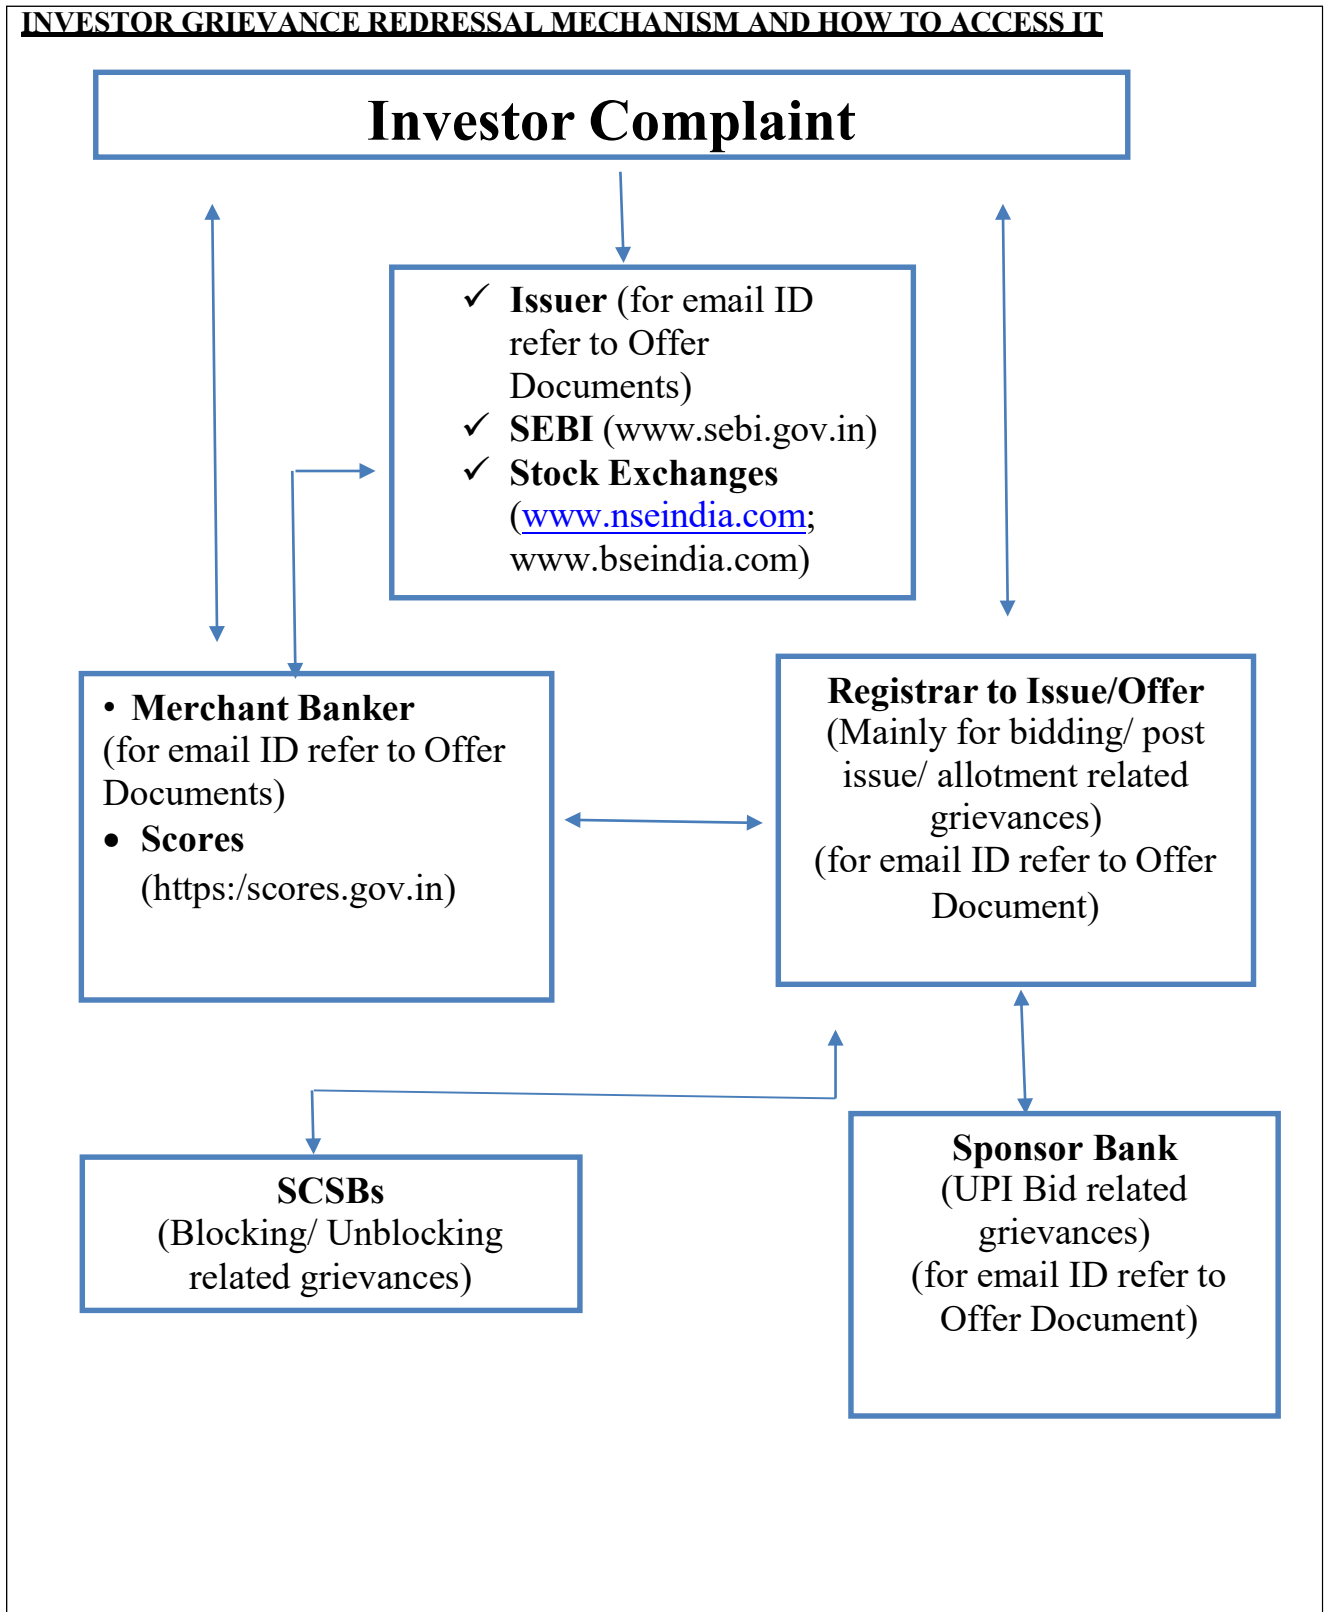 INVESTOR GRIEVANCE REDRESSAL MECHANISM AND HOW TO ACCESS IT
Investor Complaint
✓ Issuer (for email ID
refer to Offer
Documents)
✓ SEBI (www.sebi.gov.in)
✓ Stock Exchanges
(www.nseindia.com;
www.bseindia.com)
• Merchant Banker
(for email ID refer to Offer
Documents)
• Scores
(https:/scores.gov.in)
Registrar to Issue/Offer
(Mainly for bidding/ post
issue/ allotment related
grievances)
(for email ID refer to Offer
Document)
SCSBs
(Blocking/ Unblocking
related grievances)
Sponsor Bank
(UPI Bid related
grievances)
(for email ID refer to
Offer Document)